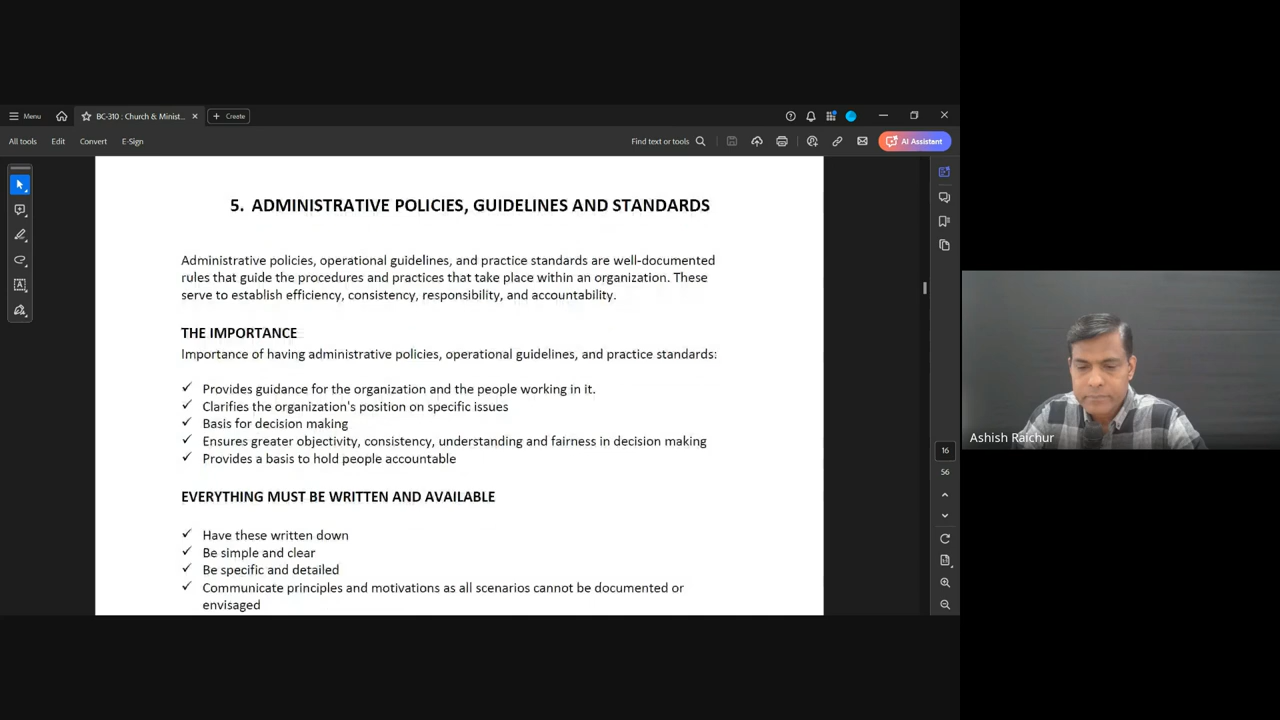 Menu
BC-310 : Church & Minist...
Create
All tools
Edit
Convert
E-Sign
Find text or tools
AI Assistant
5. ADMINISTRATIVE POLICIES, GUIDELINES AND STANDARDS
Administrative policies, operational guidelines, and practice standards are well-documented
rules that guide the procedures and practices that take place within an organization. These
serve to establish efficiency, consistency, responsibility, and accountability.
THE IMPORTANCE
Importance of having administrative policies, operational guidelines, and practice standards:
✓ Provides guidance for the organization and the people working in it.
✓ Clarifies the organization's position on specific issues
✓ Basis for decision making
✓ Ensures greater objectivity, consistency, understanding and fairness in decision making
✓ Provides a basis to hold people accountable
EVERYTHING MUST BE WRITTEN AND AVAILABLE
✓ Have these written down
✓ Be simple and clear
✓ Be specific and detailed
✓ Communicate principles and motivations as all scenarios cannot be documented or
envisaged
16
56
Ashish Raichur